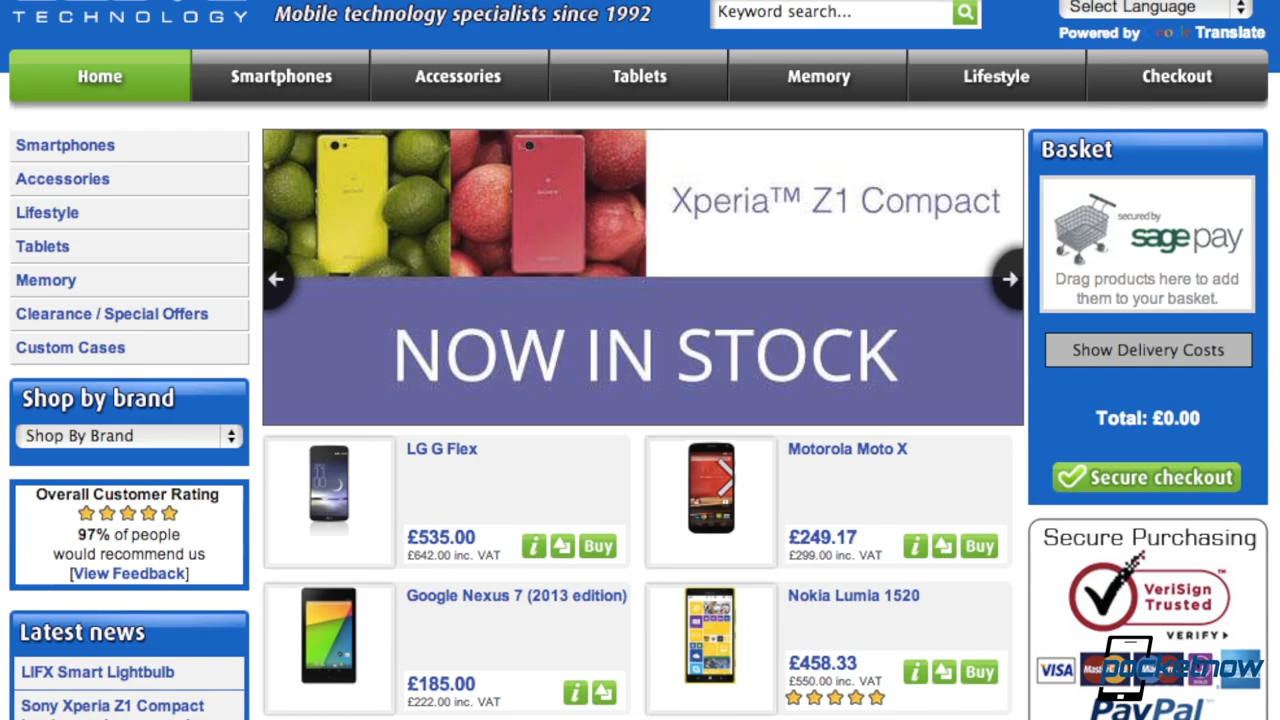 TECHNOLOGY
Mobile technology specialists since 1992
Keyword search...
Select Language
Powered by Google Translate
Home
Smartphones
Accessories
Tablets
Memory
Lifestyle
Checkout
Smartphones
Accessories
Lifestyle
Tablets
Memory
Clearance / Special Offers
Custom Cases
Shop by brand
Shop By Brand
Overall Customer Rating
97% of people
would recommend us
[View Feedback]
Latest news
LIFX Smart Lightbulb
Sony Xperia Z1 Compact
Xperia™ Z1 Compact
NOW IN STOCK
LG G Flex
£535.00
£642.00 inc. VAT
i
Buy
Motorola Moto X
£249.17
£299.00 inc. VAT
i
Buy
Google Nexus 7 (2013 edition)
£185.00
£222.00 inc. VAT
i
Nokia Lumia 1520
£458.33
£550.00 inc. VAT
i
Buy
Basket
secured by
sage pay
Drag products here to add
them to your basket.
Show Delivery Costs
Total: £0.00
Secure checkout
Secure Purchasing
VeriSign
Trusted
™
VERIFY
VISA
pocketnow
PayPal